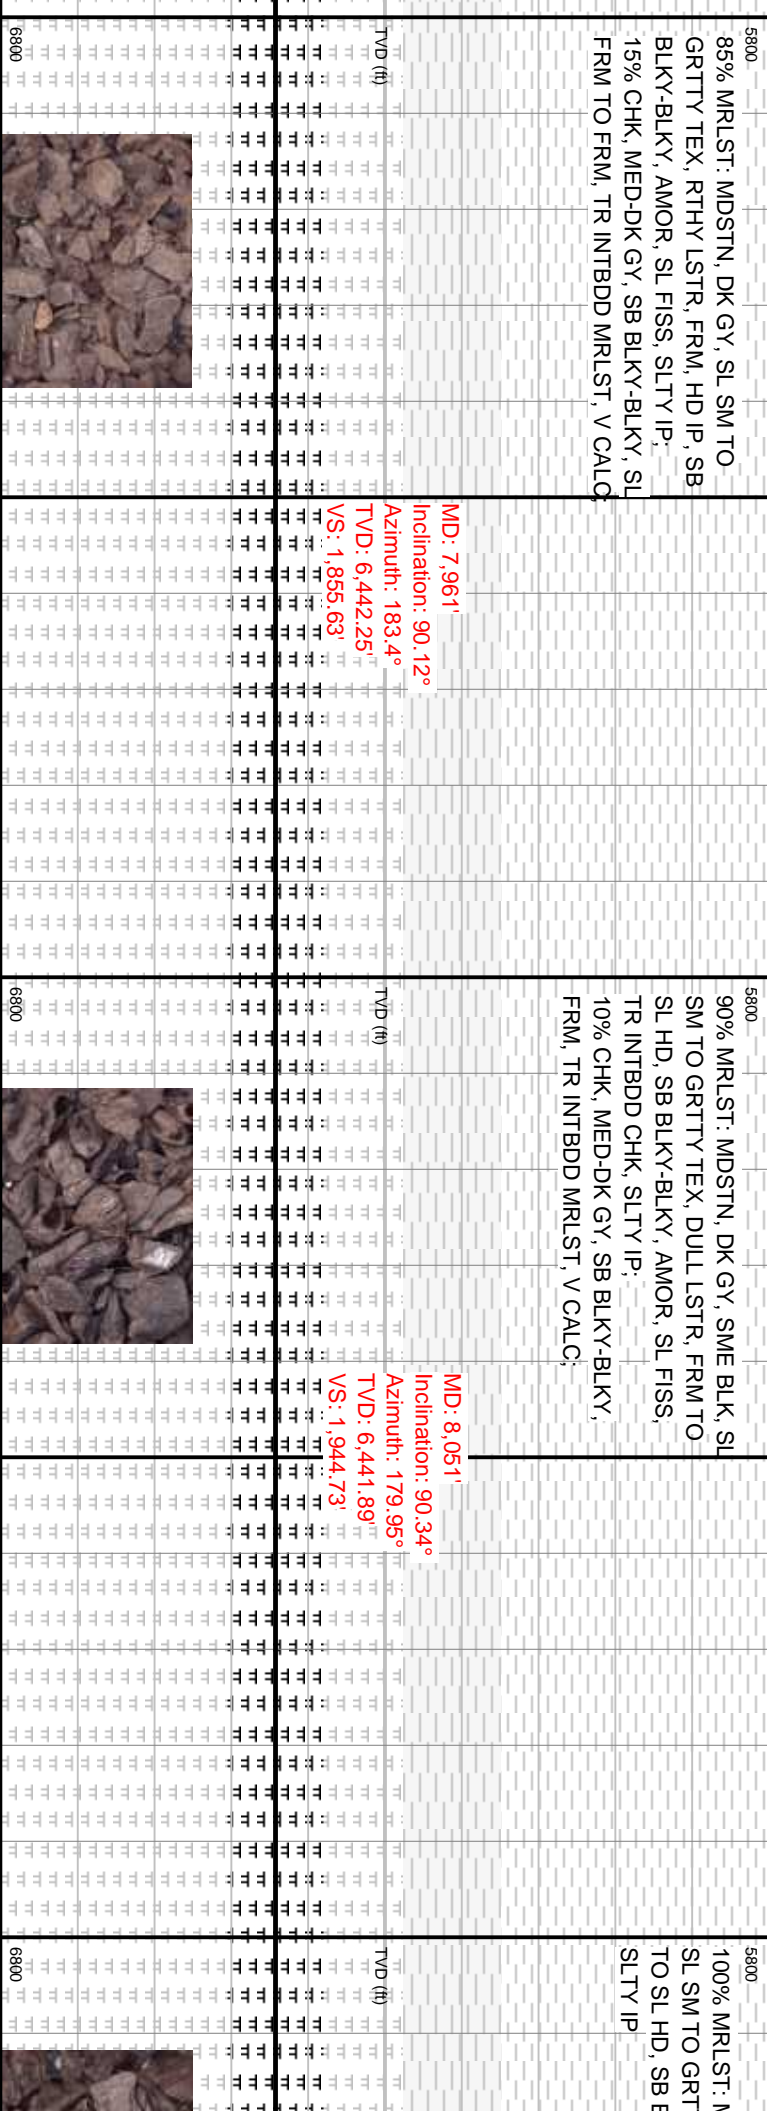 5800
85% MRLST: MDSTN, DK GY, SL SM TO
GRTTY TEX, RTHY LSTR, FRM, HD IP, SB
BLKY-BLKY, AMOR, SL FISS, SLTY IP;
15% CHK, MED-DK GY, SB BLKY-BLKY, SL
FRM TO FRM, TR INTBDD MRLST, V CALC;
TVD (ft)
6800
MD: 7,961'
Inclination: 90.12°
Azimuth: 183.4°
TVD: 6,442.25'
VS: 1,855.63'
5800
90% MRLST: MDSTN, DK GY, SME BLK, SL
SM TO GRTTY TEX, DULL LSTR, FRM TO
SL HD, SB BLKY-BLKY, AMOR, SL FISS,
TR INTBDD CHK, SLTY IP;
10% CHK, MED-DK GY, SB BLKY-BLKY,
FRM, TR INTBDD MRLST, V CALC;
TVD (ft)
6800
MD: 8,051'
Inclination: 90.34°
Azimuth: 179.95°
TVD: 6,441.89'
VS: 1,944.73'
5800
100% MRLST:
SL SM TO
TO SL HD, SB
SLTY IP
TVD (ft)
6800